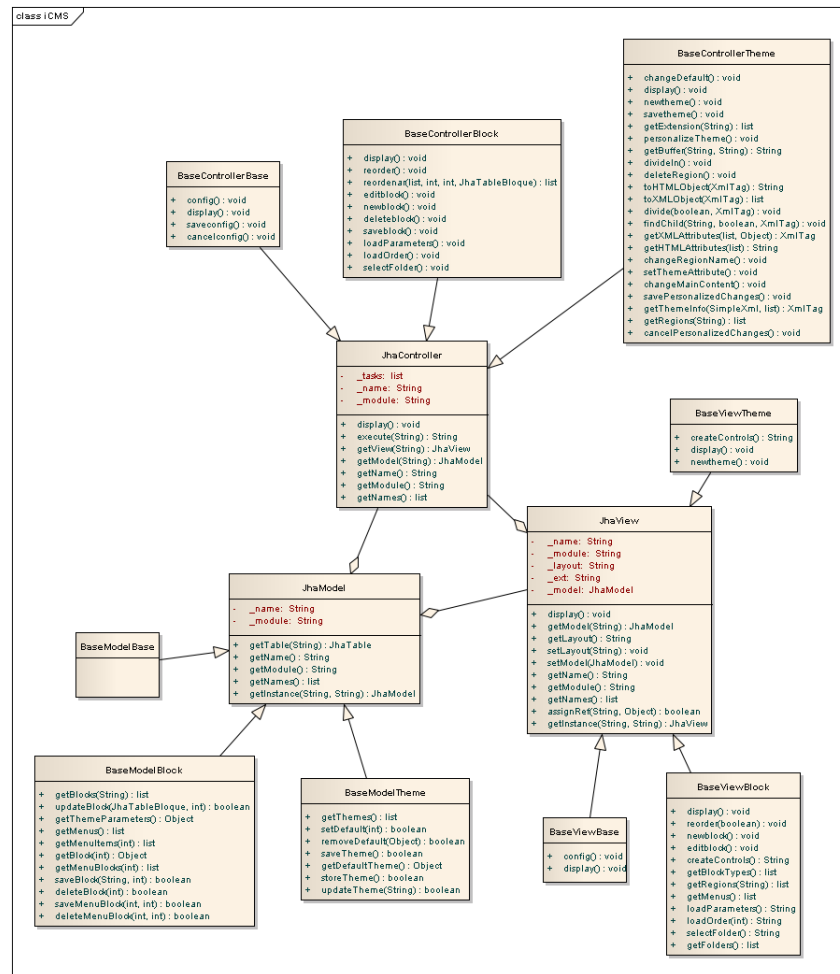 class iCMS
BaseControllerTheme
+ changeDefault() : void
+ display() : void
+ newtheme() : void
+ savetheme() : void
+ getExtension(String) : list
+ personalizeTheme() : void
+ getBuffer(String, String) : String
+ divideIn() : void
+ deleteRegion() : void
+ toHTMLObject(XmlTag) : String
+ toXMLObject(XmlTag) : list
+ divide(boolean, XmlTag) : void
+ findChild(String, boolean, XmlTag) : void
+ getXMLAttributes(list, Object) : XmlTag
+ getHTMLAttributes(list) : String
+ changeRegionName() : void
+ setThemeAttribute() : void
+ changeMainContent() : void
+ savePersonalizedChanges() : void
+ getThemeInfo(SimpleXml, list) : XmlTag
+ getRegions(String) : list
+ cancelPersonalizedChanges() : void
BaseControllerBlock
+ display() : void
+ reorder() : void
+ reordenar(list, int, int, JhaTableBloque) : list
+ editblock() : void
+ newblock() : void
+ deleteblock() : void
+ saveblock() : void
+ loadParameters() : void
+ loadOrder() : void
+ selectFolder() : void
BaseControllerBase
+ config() : void
+ display() : void
+ saveconfig() : void
+ cancelconfig() : void
JhaController
- _tasks: list
- _name: String
- _module: String
+ display() : void
+ execute(String) : String
+ getView(String) : JhaView
+ getModel(String) : JhaModel
+ getName() : String
+ getModule() : String
+ getNames() : list
BaseViewTheme
+ createControls() : String
+ display() : void
+ newtheme() : void
JhaView
- _name: String
- _module: String
- _layout: String
- _ext: String
- _model: JhaModel
+ display() : void
+ getModel(String) : JhaModel
+ getLayout() : String
+ setLayout(String) : void
+ setModel(JhaModel) : void
+ getName() : String
+ getModule() : String
+ getNames() : list
+ assignRef(String, Object) : boolean
+ getInstance(String, String) : JhaView
JhaModel
- _name: String
- _module: String
+ getTable(String) : JhaTable
+ getName() : String
+ getModule() : String
+ getNames() : list
+ getInstance(String, String) : JhaModel
BaseModelBase
BaseModelBlock
+ getBlocks(String) : list
+ updateBlock(JhaTableBloque, int) : boolean
+ getThemeParameters() : Object
+ getMenus() : list
+ getMenuItems(int) : list
+ getBlock(int) : Object
+ getMenuBlocks(int) : list
+ saveBlock(String, int) : boolean
+ deleteBlock(int) : boolean
+ saveMenuBlock(int, int) : boolean
+ deleteMenuBlock(int, int) : boolean
BaseModelTheme
+ getThemes() : list
+ setDefault(int) : boolean
+ removeDefault(Object) : boolean
+ saveTheme() : boolean
+ getDefaultTheme() : Object
+ storeTheme() : boolean
+ updateTheme(String) : boolean
BaseViewBase
+ config() : void
+ display() : void
BaseViewBlock
+ display() : void
+ reorder(boolean) : void
+ newblock() : void
+ editblock() : void
+ createControls() : String
+ getBlockTypes() : list
+ getRegions(String) : list
+ getMenus() : list
+ loadParameters() : String
+ loadOrder(int) : String
+ selectFolder() : String
+ getFolders() : list